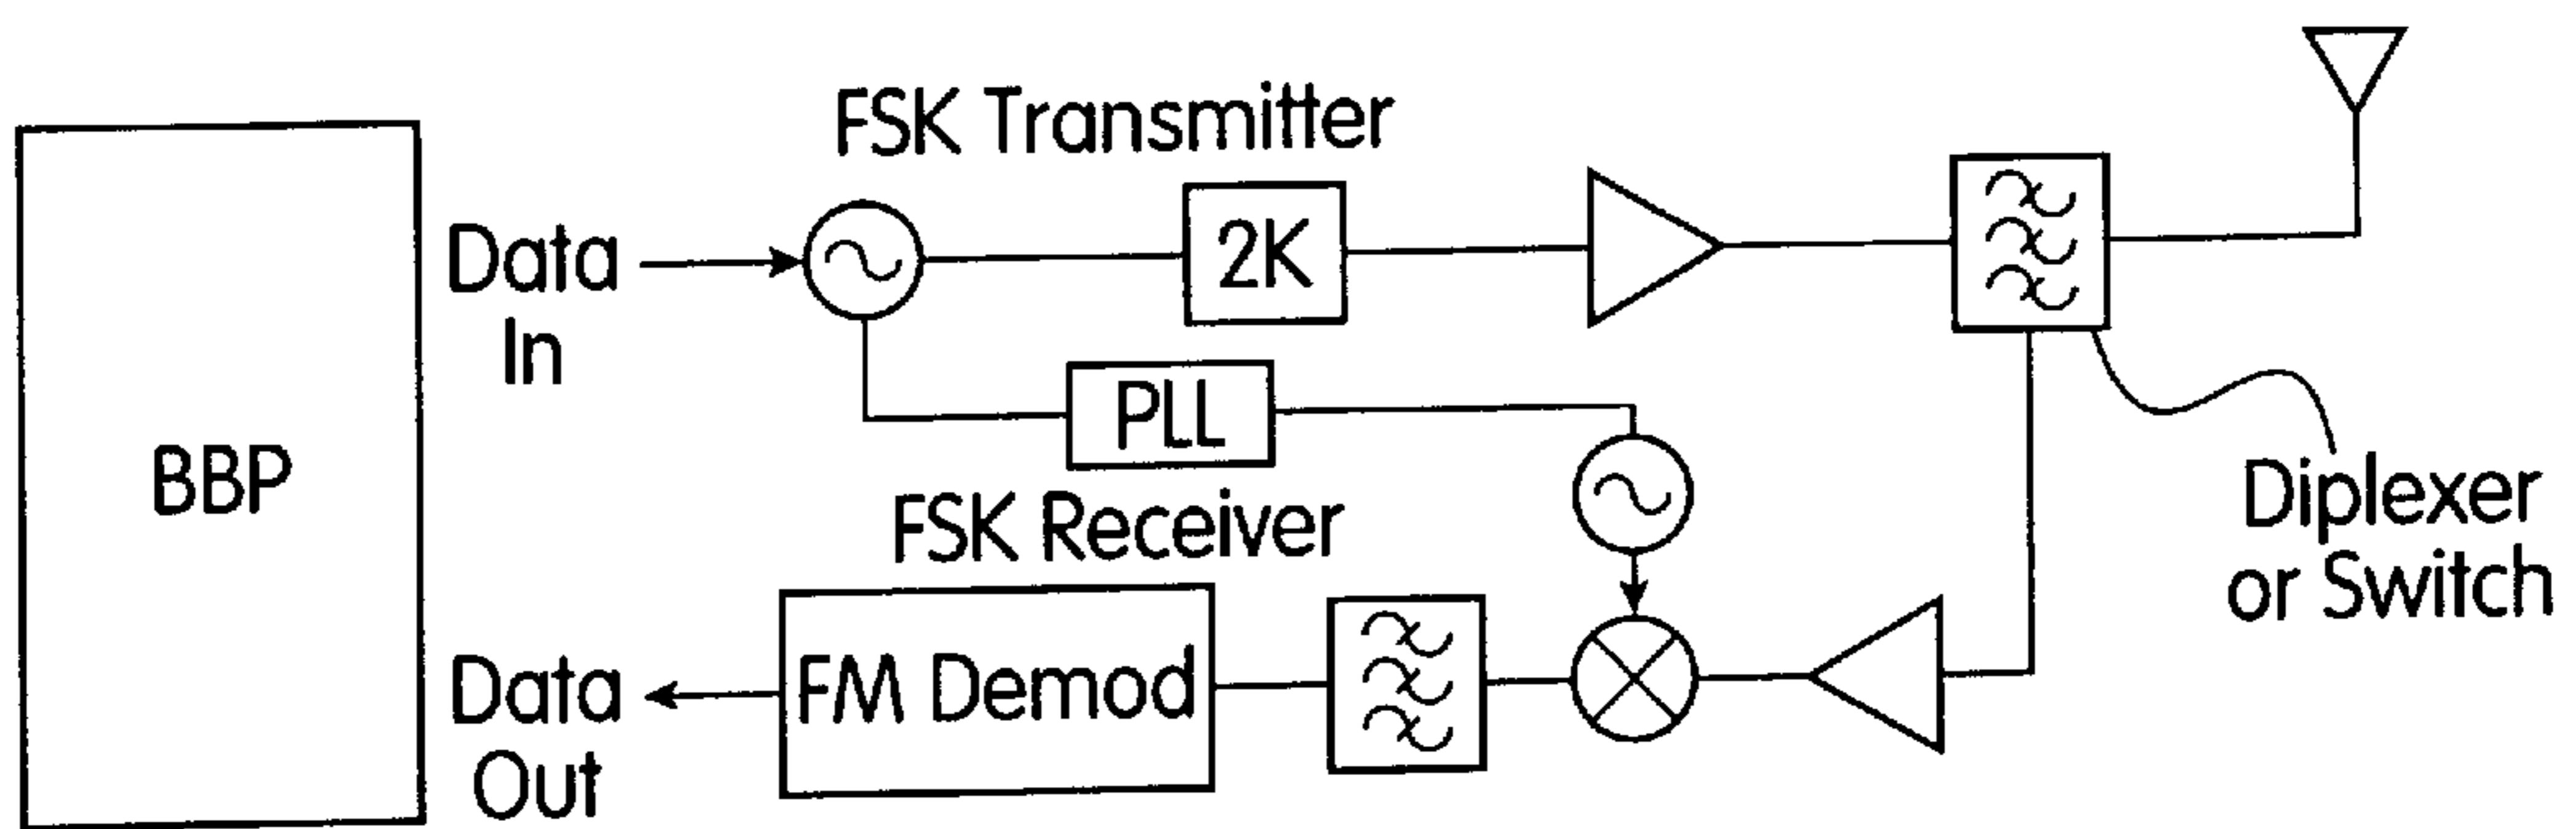 BBP
FSK Transmitter
Data
In
2K
PLL
FSK Receiver
Diplexer
or Switch
FM Demod
Data
Out